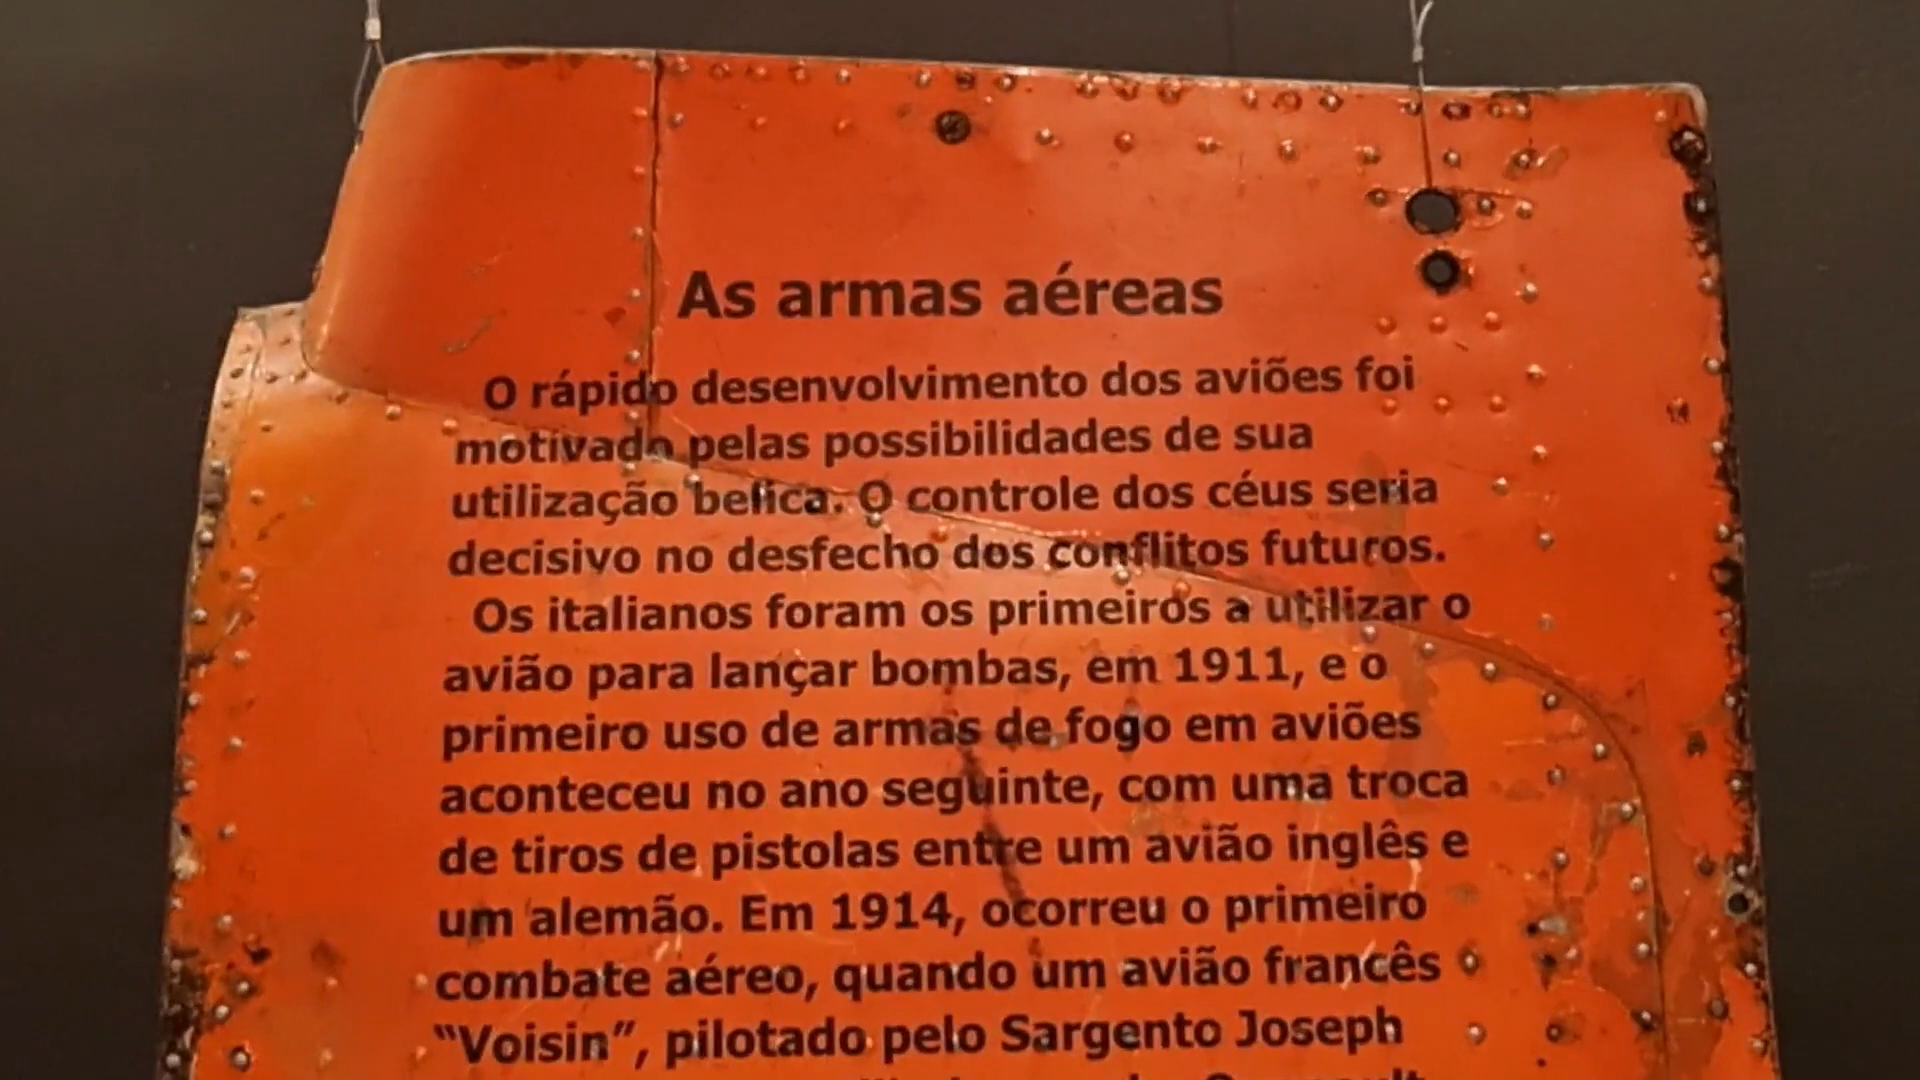 As armas aéreas
O rápido desenvolvimento dos aviões foi
motivado pelas possibilidades de sua
utilização belica. O controle dos céus seria
decisivo no desfecho dos conflitos futuros.
Os italianos foram os primeiros a utilizar o
avião para lançar bombas, em 1911, e o
primeiro uso de armas de fogo em aviões
aconteceu no ano seguinte, com uma troca
de tiros de pistolas entre um avião inglês e
um alemão. Em 1914, ocorreu o primeiro
combate aéreo, quando um avião francês
“Voisin”, pilotado pelo Sargento Joseph